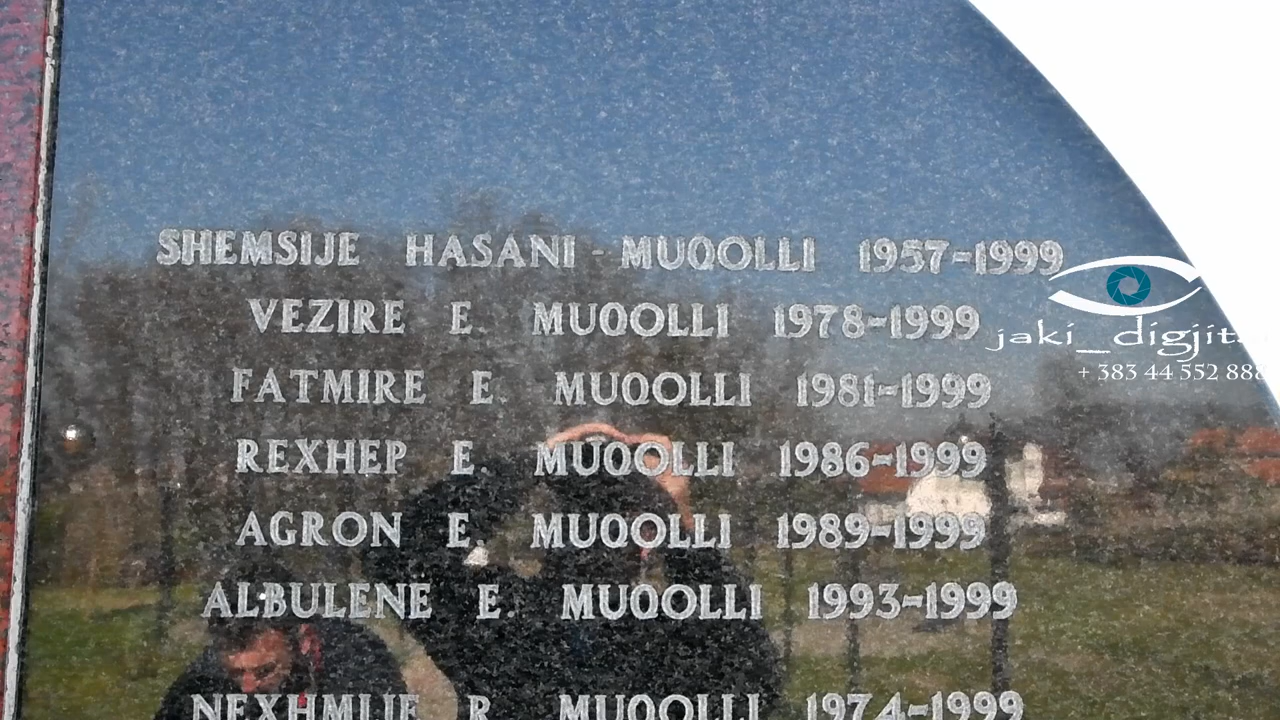 SHEMSIJE HASANI - MUQOLLI 1957-1999
VEZIRE E. MUQOLLI 1978-1999
FATMIRE E. MUQOLLI 1981-1999
REXHEP E. MUQOLLI 1986-1999
AGRON E. MUQOLLI 1989-1999
ALBULENE E. MUQOLLI 1993-1999
NEXHMIJE R. MUQOLLI 1974-1999
+ 383 44 552 888